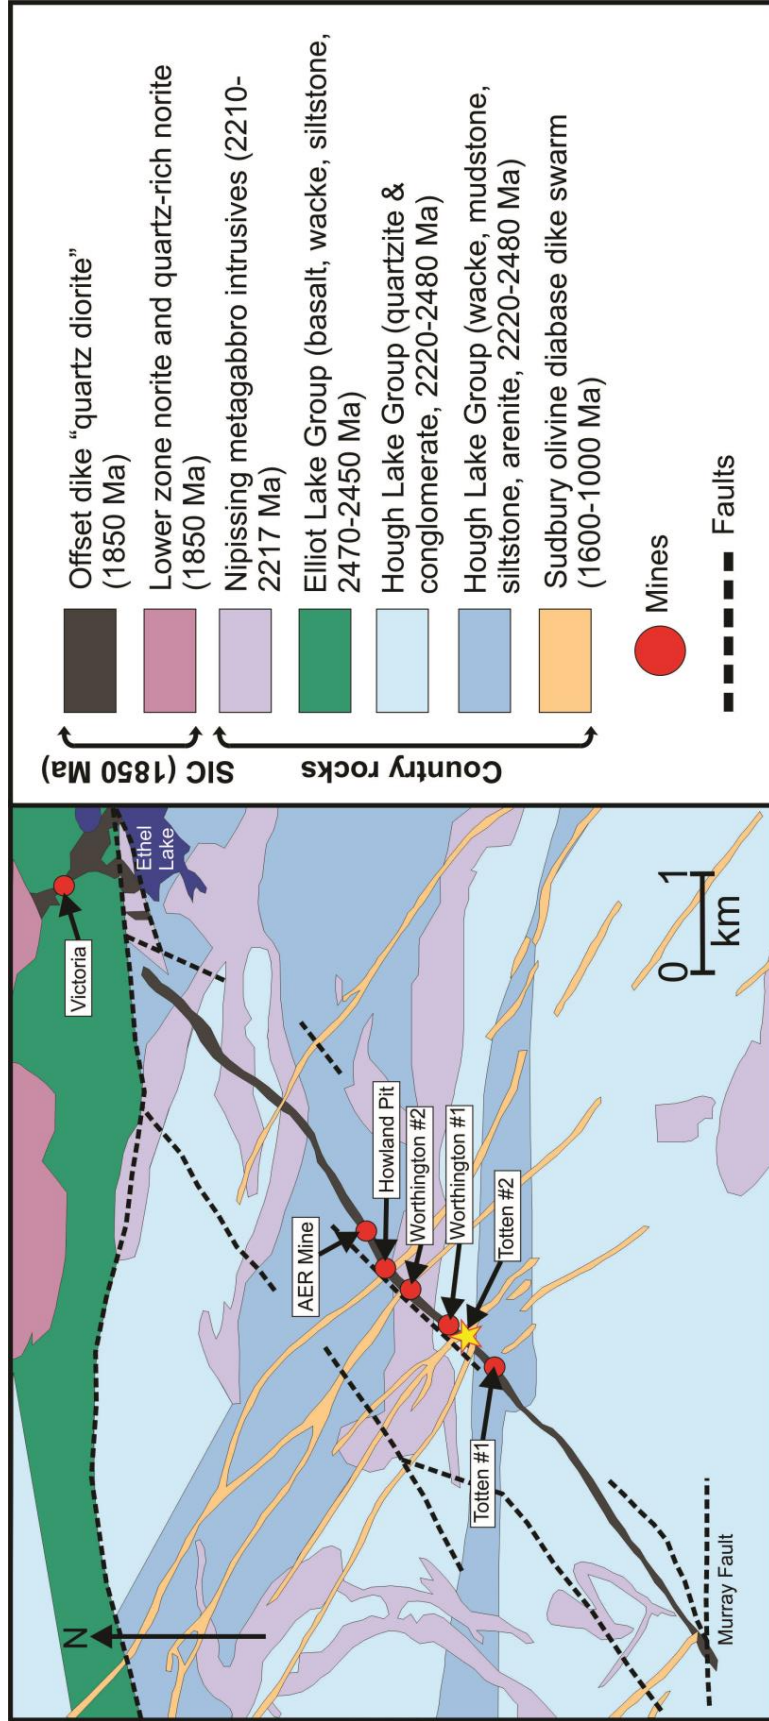 N
Victoria
Ethel
Lake
AER Mine
Howland Pit
Worthington #2
Worthington #1
Totten #2
Totten #1
Murray Fault
0 1
km
SIC (1850 Ma)
Country rocks
Offset dike “quartz diorite”
(1850 Ma)
Lower zone norite and quartz-rich norite
(1850 Ma)
Nipissing metagabbro intrusives (2210-
2217 Ma)
Elliot Lake Group (basalt, wacke, siltstone,
2470-2450 Ma)
Hough Lake Group (quartzite &
conglomerate, 2220-2480 Ma)
Hough Lake Group (wacke, mudstone,
siltstone, arenite, 2220-2480 Ma)
Sudbury olivine diabase dike swarm
(1600-1000 Ma)
Mines
Faults